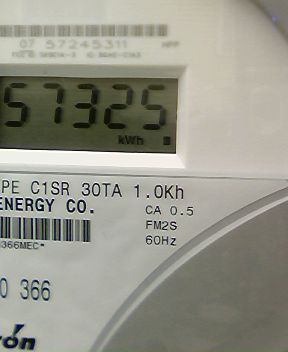 07 57245311
57325
kWh
PE C1SR 30TA 1.0Kh
ENERGY CO.
CA 0.5
FM2S
60Hz
366MEC*
0 366
rón